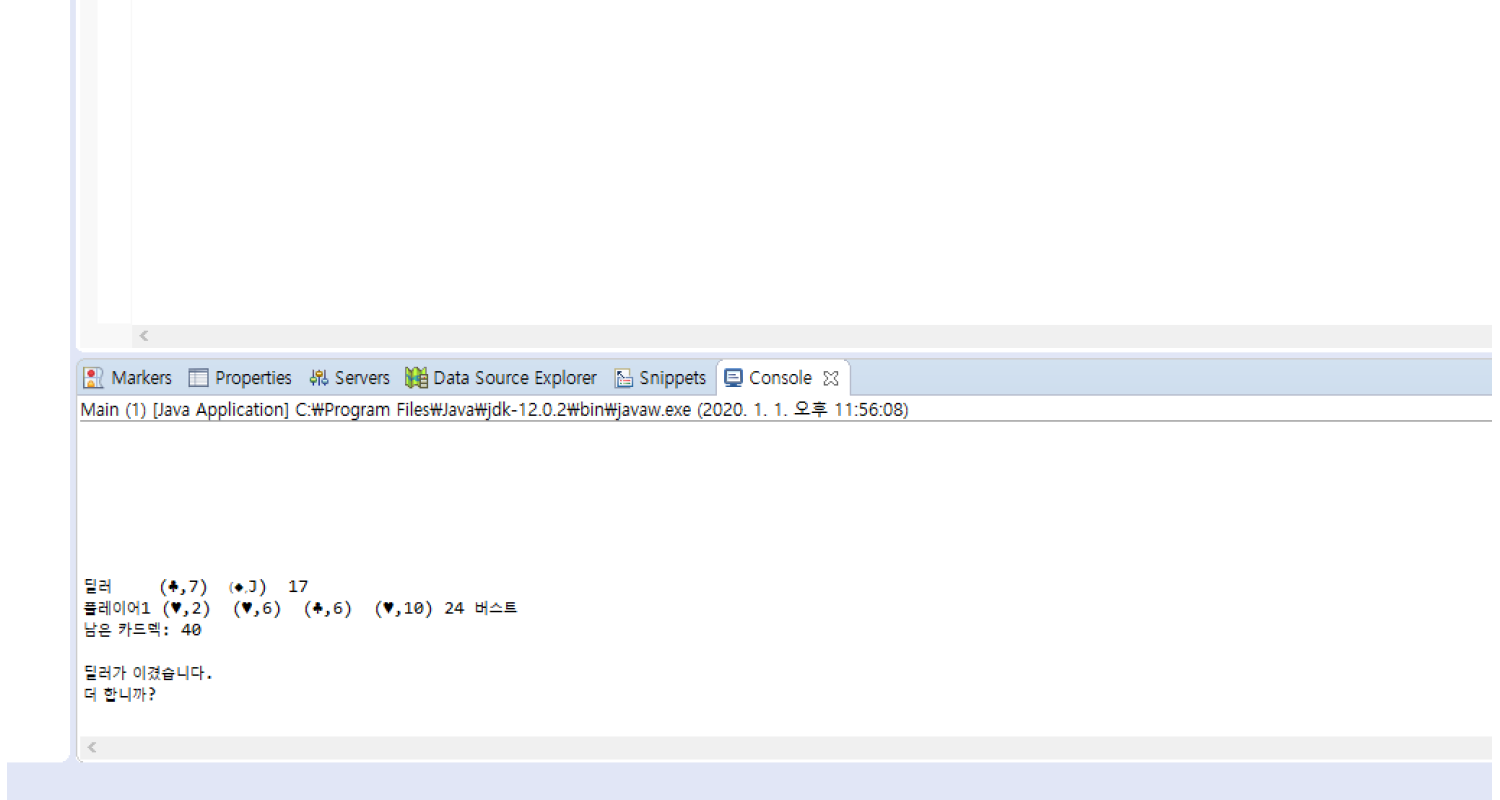 Markers Properties Servers Data Source Explorer Snippets Console
Main (1) [Java Application] C:₩Program Files₩Java₩jdk-12.0.2₩bin₩javaw.exe (2020. 1. 1. 오후 11:56:08)
딜러 (♣,7) (◆,J) 17
플레이어1 (♥,2) (♥,6) (♣,6) (♥,10) 24 버스트
남은 카드덱: 40
딜러가 이겼습니다.
더 합니까?